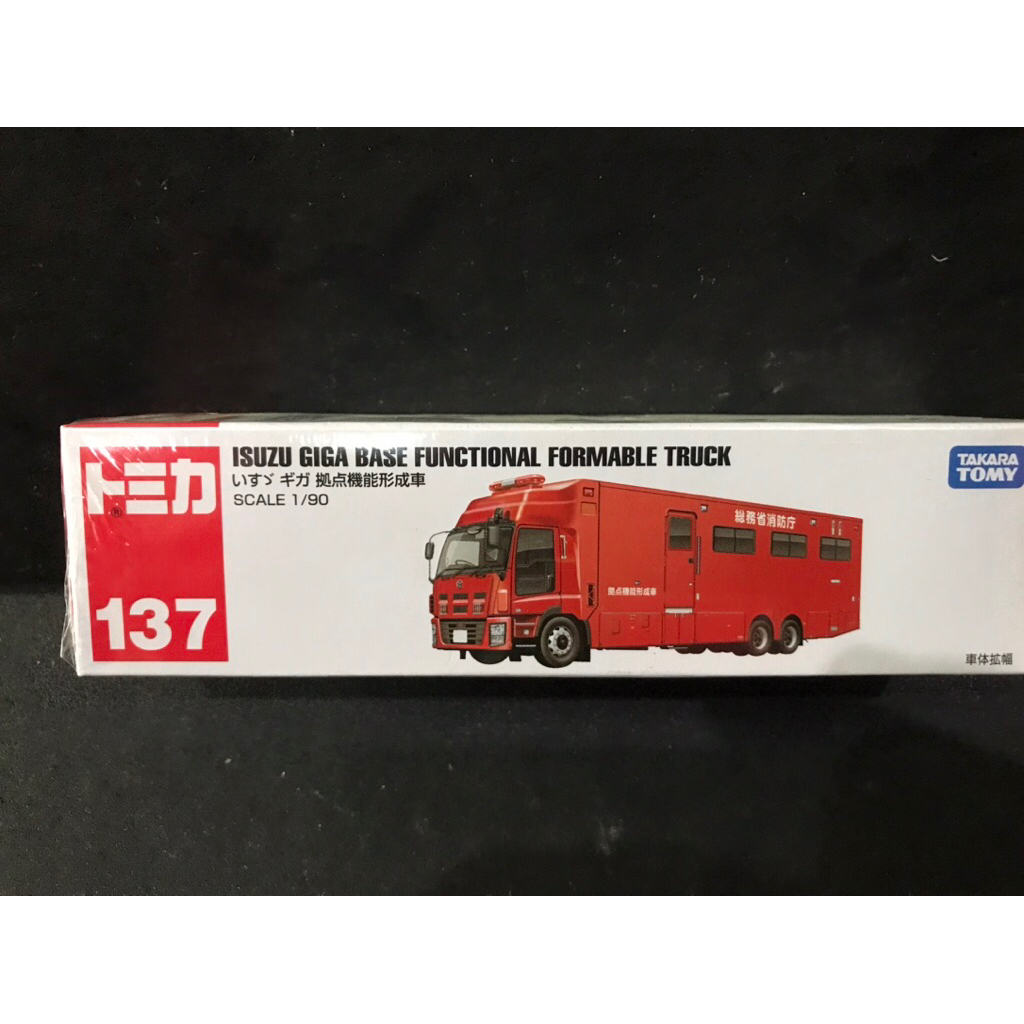 トミカ®
137
ISUZU GIGA BASE FUNCTIONAL FORMABLE TRUCK
いすゞ ギガ 拠点機能形成車
SCALE 1/90
総務省消防庁
拠点機能形成車
TAKARA
TOMY
車体拡幅